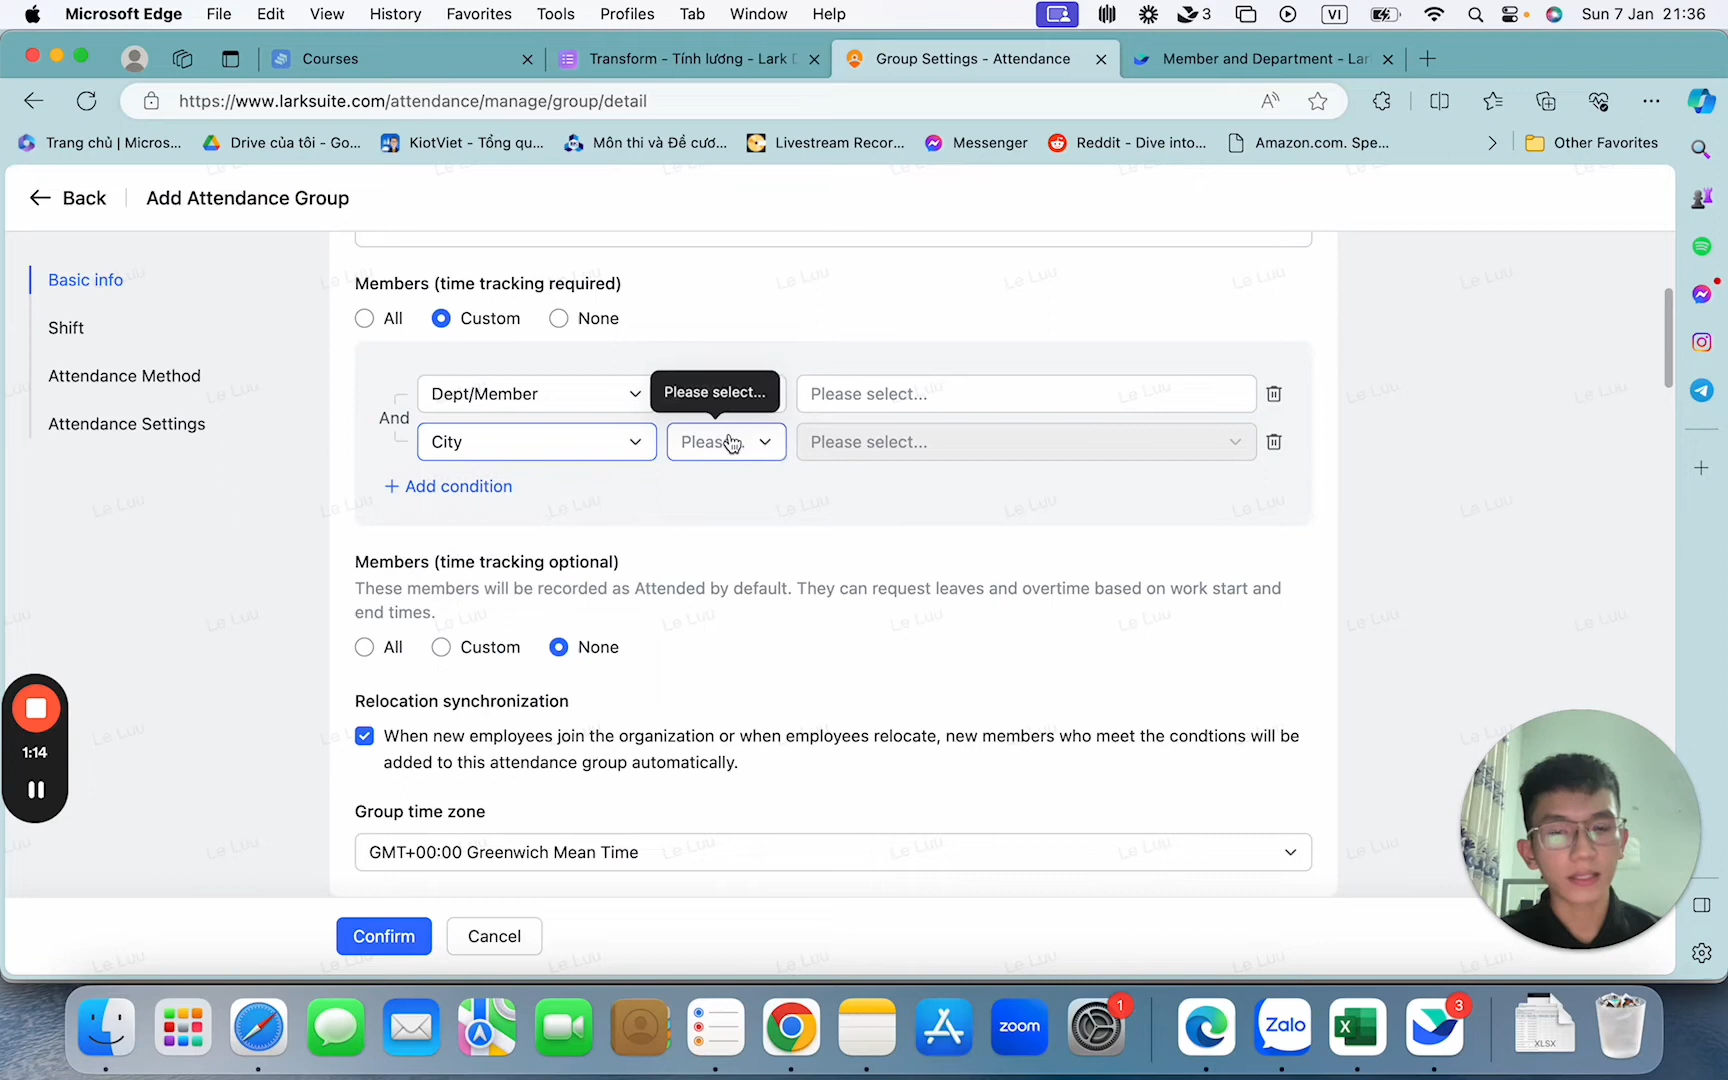 Microsoft Edge File Edit View History Favorites Tools Profiles Tab Window Help VI 3 Sun 7 Jan 21:36
Courses Transform - Tính lương - Lark Group Settings - Attendance Member and Department - Lar
https://www.larksuite.com/attendance/manage/group/detail
Trang chủ | Micros... Drive của tôi - Go... KiotViet - Tổng qu... Môn thi và Đề cươ... Livestream Recor... Messenger Reddit - Dive into... Amazon.com. Spe... Other Favorites
Back Add Attendance Group
Basic info
Shift
Attendance Method
Attendance Settings
Members (time tracking required)
All Custom None
Dept/Member Please select... Please select...
And
City Pleas Please select...
+ Add condition
Members (time tracking optional)
These members will be recorded as Attended by default. They can request leaves and overtime based on work start and
end times.
All Custom None
Relocation synchronization
When new employees join the organization or when employees relocate, new members who meet the condtions will be
added to this attendance group automatically.
Group time zone
GMT+00:00 Greenwich Mean Time
Confirm Cancel
1:14
Le Luu
zoom 1 Zalo 3 XLSX